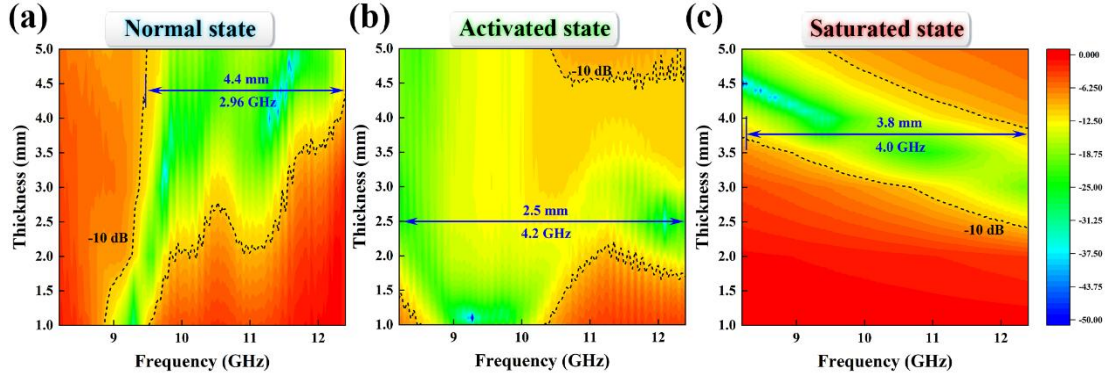 (a)
Normal state
5.0
4.5
4.0
3.5
3.0
2.5
2.0
1.5
1.0
Thickness (mm)
4.4 mm
2.96 GHz
-10 dB
9
10
11
12
Frequency (GHz)
(b)
Activated state
5.0
4.5
4.0
3.5
3.0
2.5
2.0
1.5
1.0
Thickness (mm)
-10 dB
2.5 mm
4.2 GHz
9
10
11
12
Frequency (GHz)
(c)
Saturated state
5.0
4.5
4.0
3.5
3.0
2.5
2.0
1.5
1.0
Thickness (mm)
3.8 mm
4.0 GHz
-10 dB
9
10
11
12
Frequency (GHz)
0.000
-6.250
-12.50
-18.75
-25.00
-31.25
-37.50
-43.75
-50.00